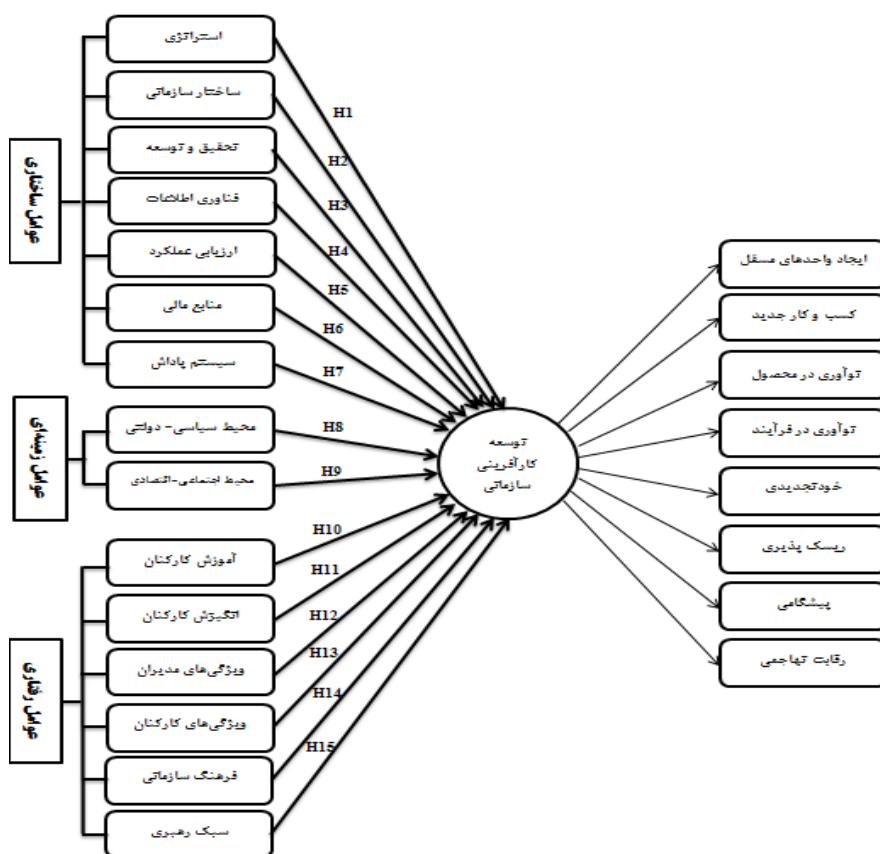 عوامل ساختاری
استراتژی
ساختار سازمانی
تحقیق و توسعه
فناوری اطلاعات
ارزیابی عملکرد
منابع مالی
سیستم پاداش
عوامل زمینه‌ای
محیط سیاسی- دولتی
محیط اجتماعی-اقتصادی
عوامل رفتاری
آموزش کارکنان
انگیزش کارکنان
ویژگی‌های مدیران
ویژگی‌های کارکنان
فرهنگ سازمانی
سبک رهبری
H1
H2
H3
H4
H5
H6
H7
H8
H9
H10
H11
H12
H13
H14
H15
توسعه
کارآفرینی
سازمانی
ایجاد واحدهای مسقل
کسب و کار جدید
نوآوری در محصول
نوآوری در فرآیند
خودتجدیدی
ریسک پذیری
پیشگامی
رقابت تهاجمی